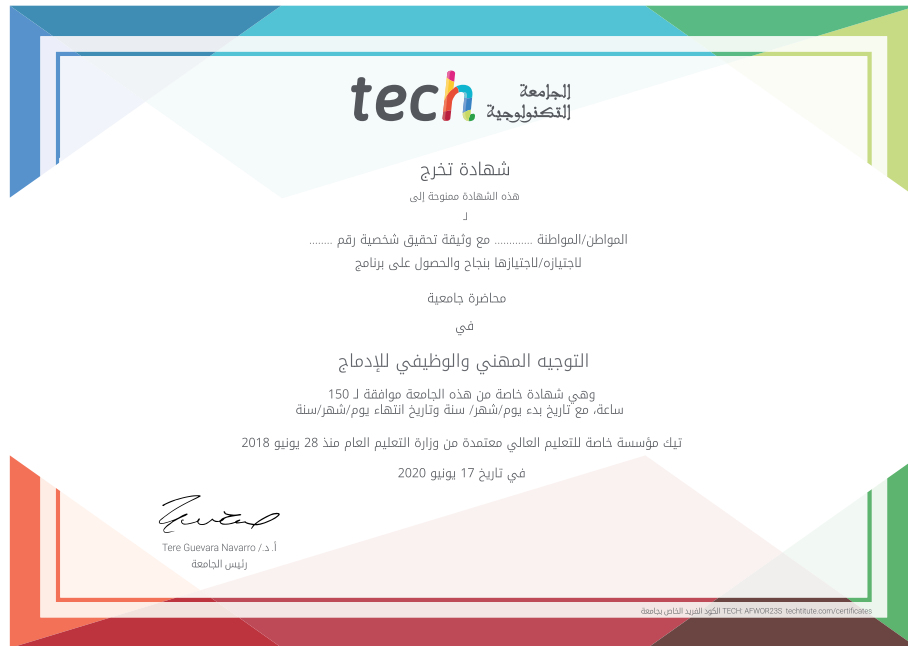 tech الجامعة
التكنولوجية
شهادة تخرج
هذه الشهادة ممنوحة إلى
لـ
المواطن/المواطنة ............. مع وثيقة تحقيق شخصية رقم ........
لاجتيازه/لاجتيازها بنجاح والحصول على برنامج
محاضرة جامعية
في
التوجيه المهني والوظيفي للإدماج
وهي شهادة خاصة من هذه الجامعة موافقة لـ 150
ساعة، مع تاريخ بدء يوم/شهر/ سنة وتاريخ انتهاء يوم/شهر/سنة
تيك مؤسسة خاصة للتعليم العالي معتمدة من وزارة التعليم العام منذ 28 يونيو 2018
في تاريخ 17 يونيو 2020
أ. د./ Tere Guevara Navarro
رئيس الجامعة
الكود الفريد الخاص بجامعة TECH: AFWOR23S techtitute.com/certificates